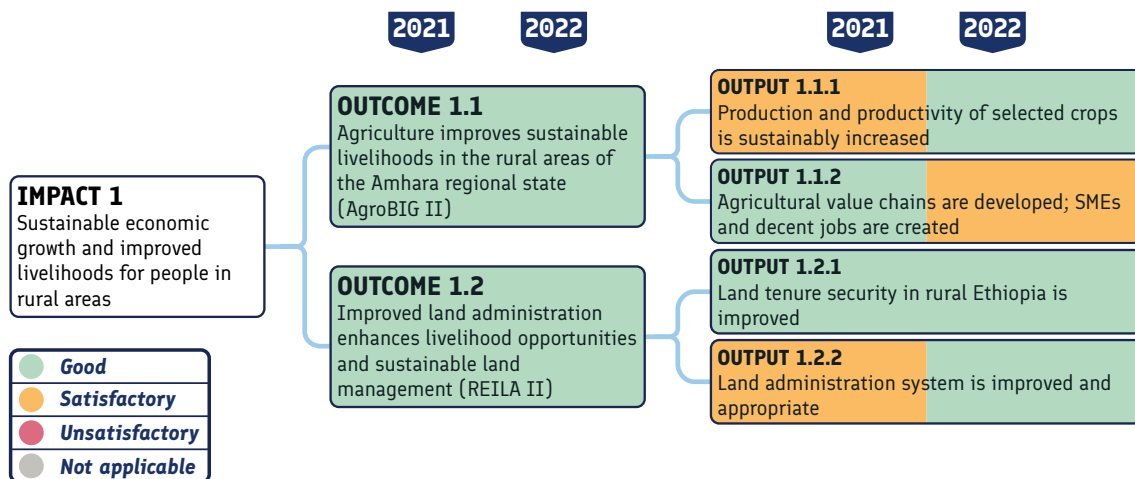 2021
2022
2021
2022
IMPACT 1
Sustainable economic
growth and improved
livelihoods for people in
rural areas
OUTCOME 1.1
Agriculture improves sustainable
livelihoods in the rural areas of
the Amhara regional state
(AgroBIG II)
OUTCOME 1.2
Improved land administration
enhances livelihood opportunities
and sustainable land
management (REILA II)
OUTPUT 1.1.1
Production and productivity of selected crops
is sustainably increased
OUTPUT 1.1.2
Agricultural value chains are developed; SMEs
and decent jobs are created
OUTPUT 1.2.1
Land tenure security in rural Ethiopia is
improved
OUTPUT 1.2.2
Land administration system is improved and
appropriate
Good
Satisfactory
Unsatisfactory
Not applicable